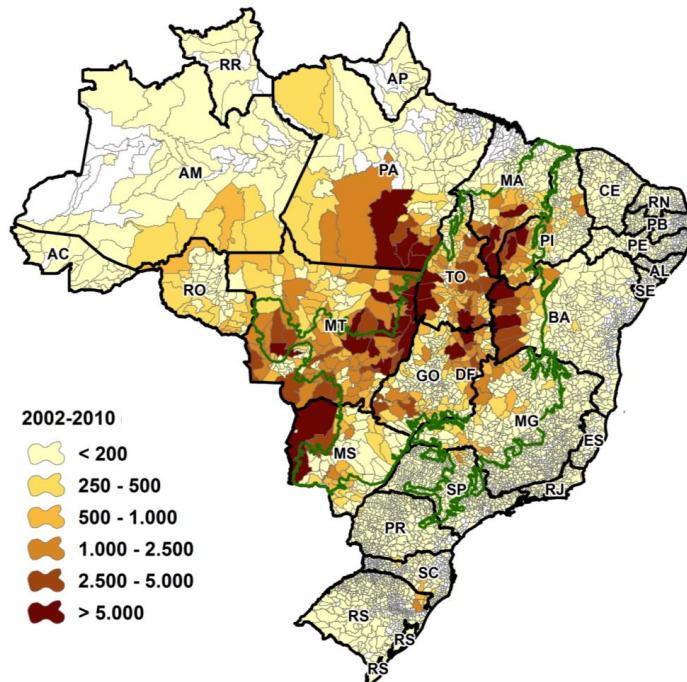 RR
AP
AM
PA
MA
CE
RN
PB
PE
AL
SE
PI
AC
RO
TO
BA
MT
GO
DF
MG
ES
MS
SP
RJ
PR
SC
RS
RS
RS
2002-2010
< 200
250 - 500
500 - 1.000
1.000 - 2.500
2.500 - 5.000
> 5.000